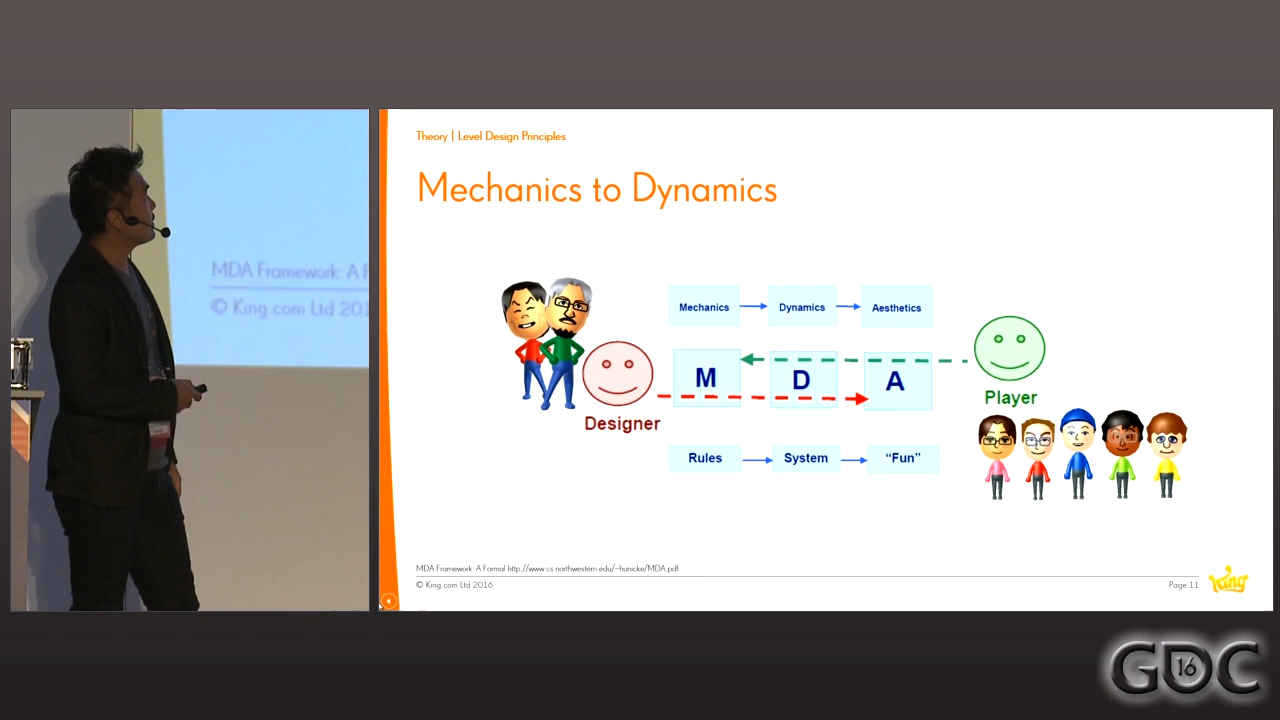 MDA Framework: A F
© King.com Ltd 201
Theory | Level Design Principles
Mechanics to Dynamics
Mechanics
Dynamics
Aesthetics
M
D
A
Designer
Player
Rules
System
“Fun”
MDA Framework A Formal http://www.cs.northwestern.edu/~hunicke/MDA.pdf
© King.com Ltd 2016
Page 11
King
GDC
16